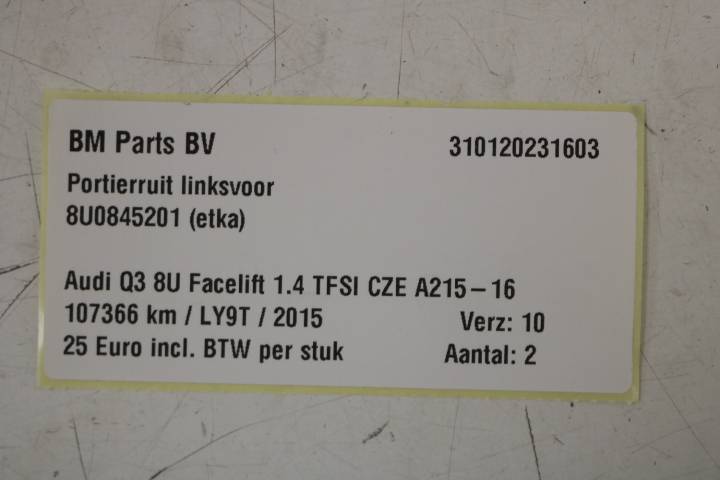 BM Parts BV 310120231603
Portierruit linksvoor
8U0845201 (etka)
Audi Q3 8U Facelift 1.4 TFSI CZE A215-16
107366 km / LY9T / 2015 Verz: 10
25 Euro incl. BTW per stuk Aantal: 2